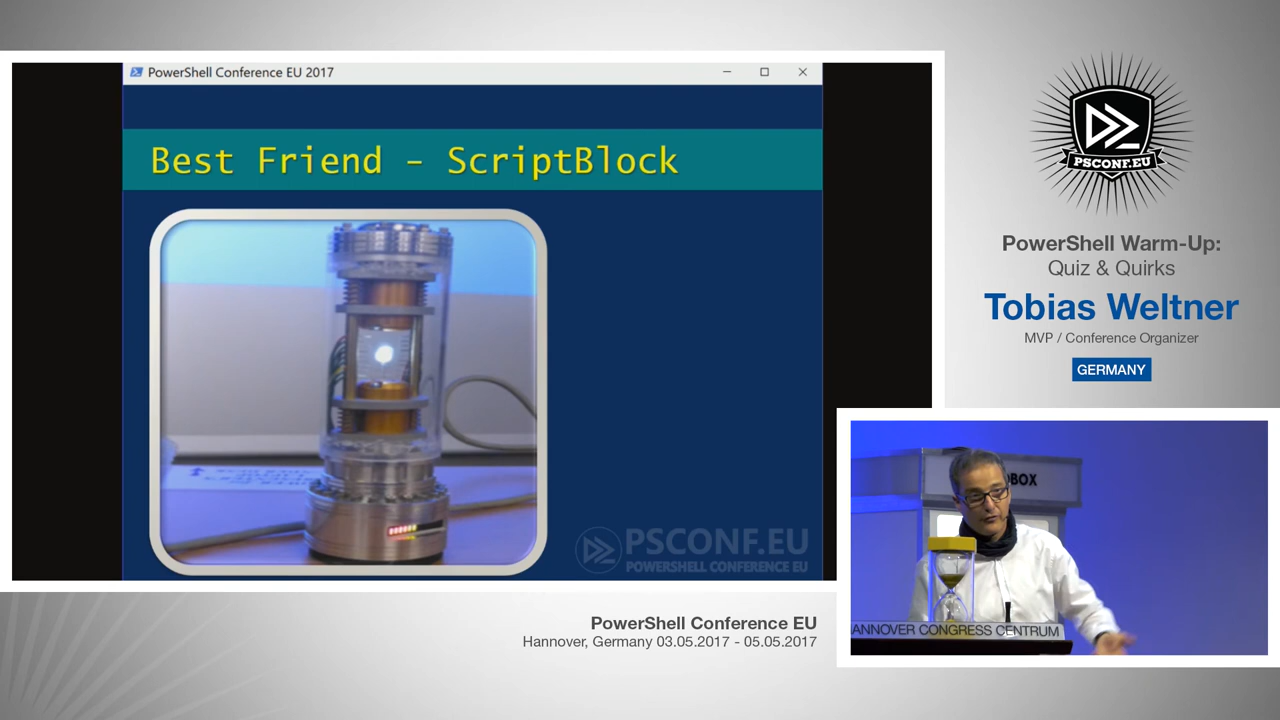 PowerShell Conference EU 2017
Best Friend - ScriptBlock
PSCONF.EU
POWERSHELL CONFERENCE EU
PSCONF.EU
PowerShell Warm-Up:
Quiz & Quirks
Tobias Weltner
MVP / Conference Organizer
GERMANY
BOX
ANNOVER CONGRESS CENTRUM
PowerShell Conference EU
Hannover, Germany 03.05.2017 - 05.05.2017